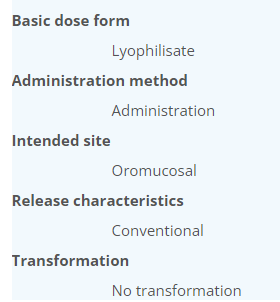 Basic dose form
Lyophilisate
Administration method
Administration
Intended site
Oromucosal
Release characteristics
Conventional
Transformation
No transformation